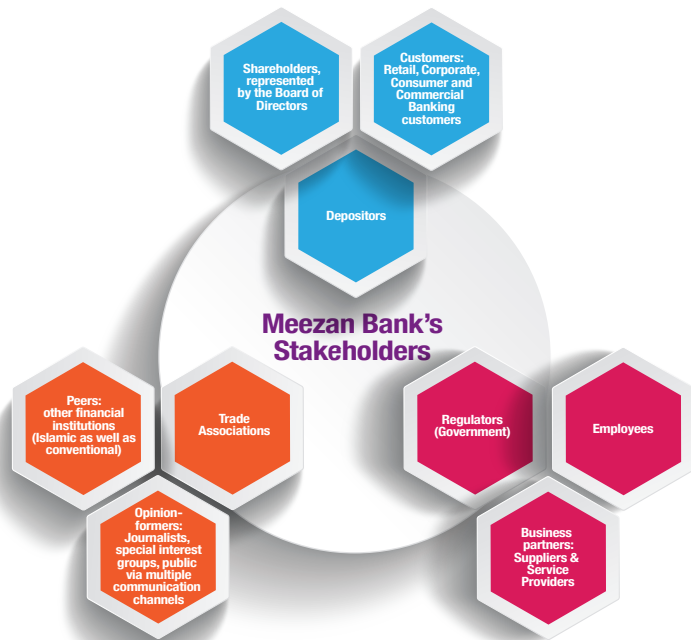 Shareholders,
represented
by the Board of
Directors
Customers:
Retail, Corporate,
Consumer and
Commercial
Banking
customers
Depositors
Meezan Bank's
Stakeholders
Peers:
other financial
institutions
(Islamic as well as
conventional)
Trade
Associations
Opinion-
formers:
Journalists,
special interest
groups, public
via multiple
communication
channels
Regulators
(Government)
Employees
Business
partners:
Suppliers &
Service
Providers